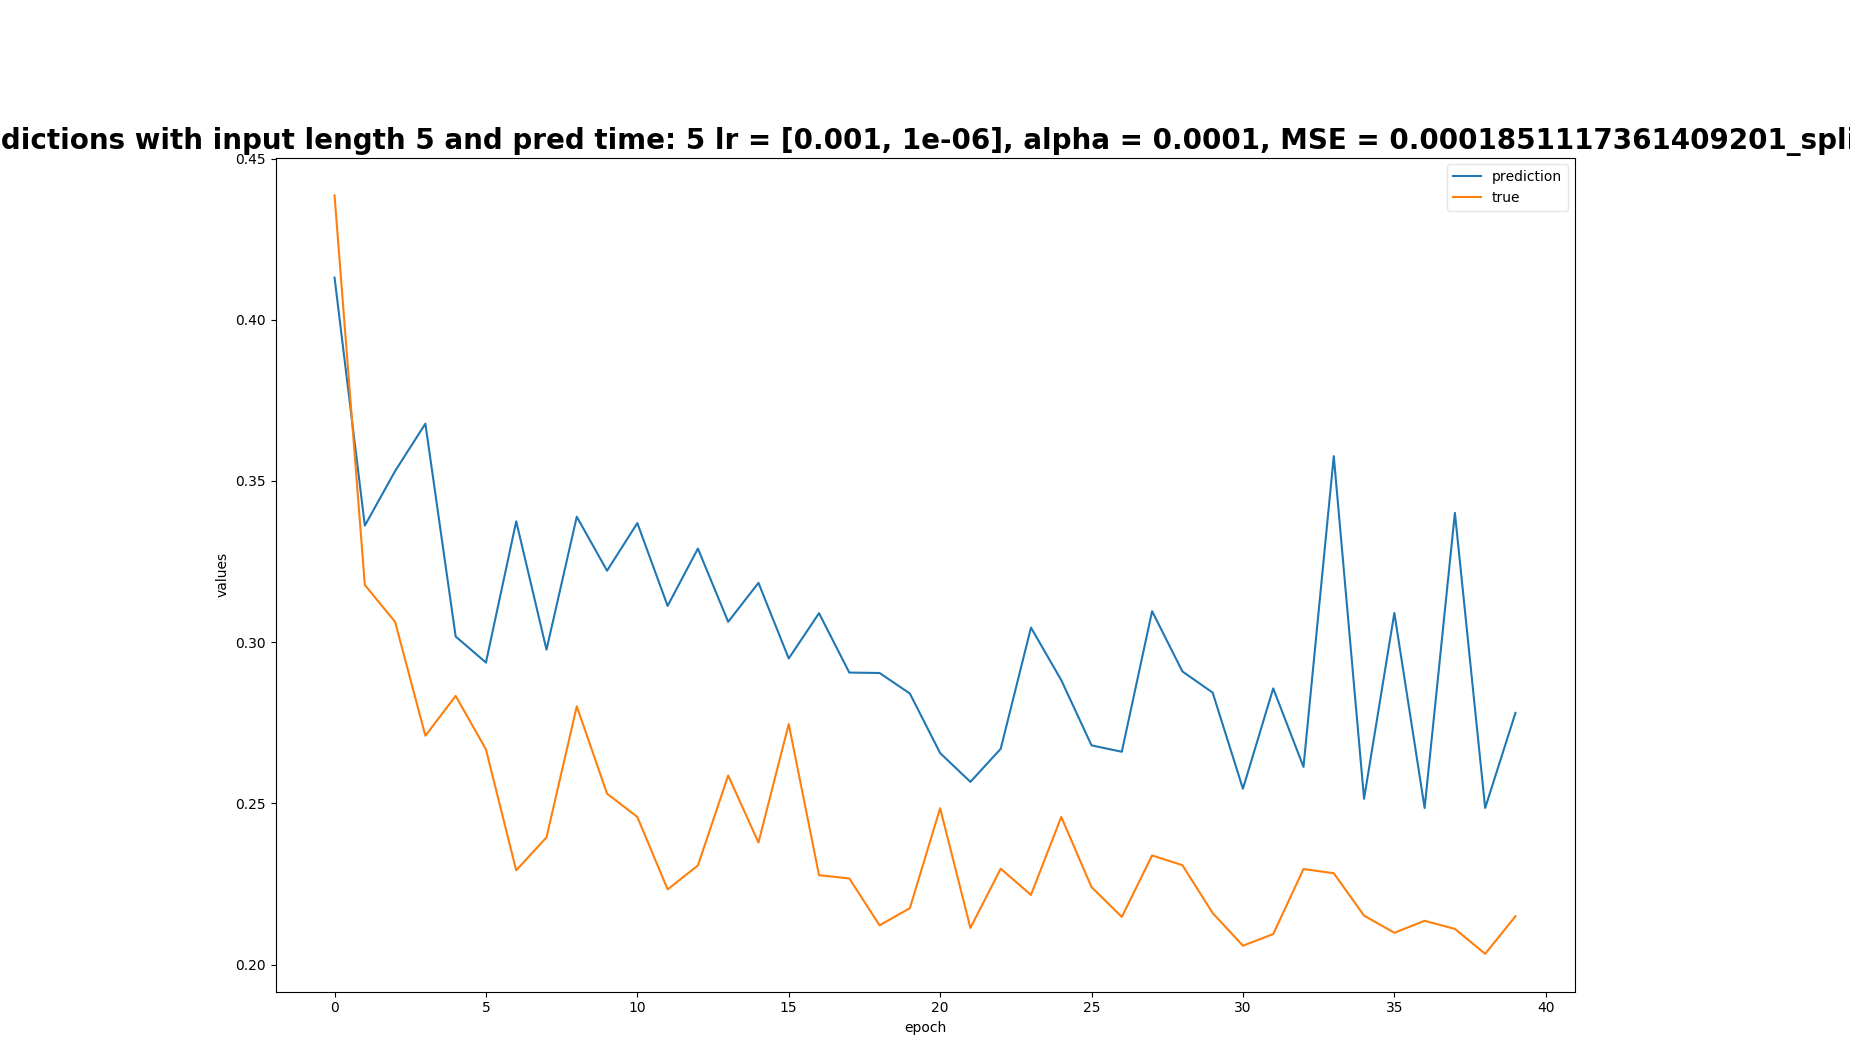 dictions with input length 5 and pred time: 5 lr = [0.001, 1e-06], alpha = 0.0001, MSE = 0.0001851117361409201_spli
prediction
true
0.45
0.40
0.35
0.30
0.25
0.20
values
0 5 10 15 20 25 30 35 40
epoch